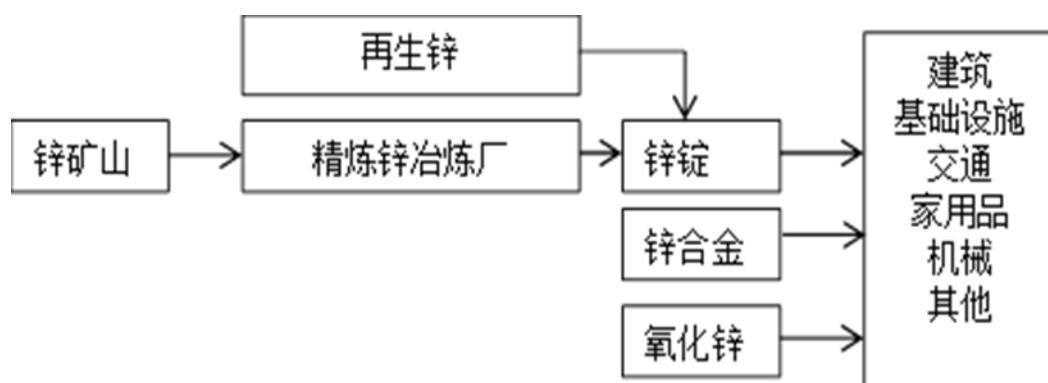 再生锌
锌矿山
精炼锌冶炼厂
锌锭
锌合金
氧化锌
建筑
基础设施
交通
家用品
机械
其他